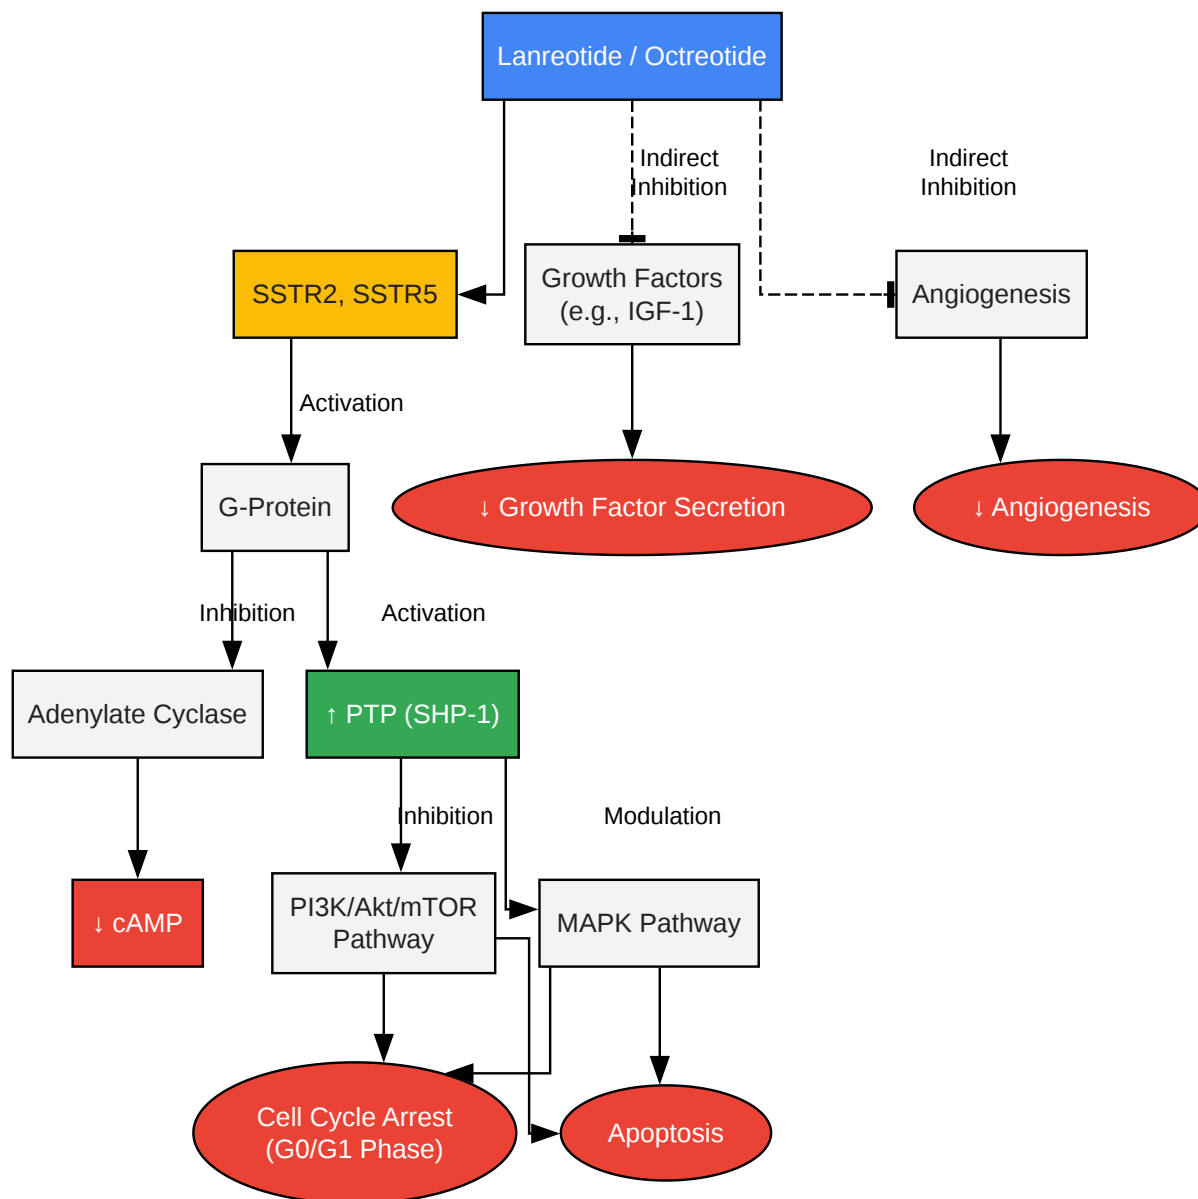 Lanreotide / Octreotide
Indirect
Inhibition
Indirect
Inhibition
SSTR2, SSTR5
Growth Factors
(e.g., IGF-1)
Angiogenesis
Activation
G-Protein
↓ Growth Factor Secretion
↓ Angiogenesis
Inhibition
Activation
Adenylate Cyclase
↑ PTP (SHP-1)
Inhibition
Modulation
↓ cAMP
PI3K/Akt/mTOR
Pathway
MAPK Pathway
Cell Cycle Arrest
(G0/G1 Phase)
Apoptosis